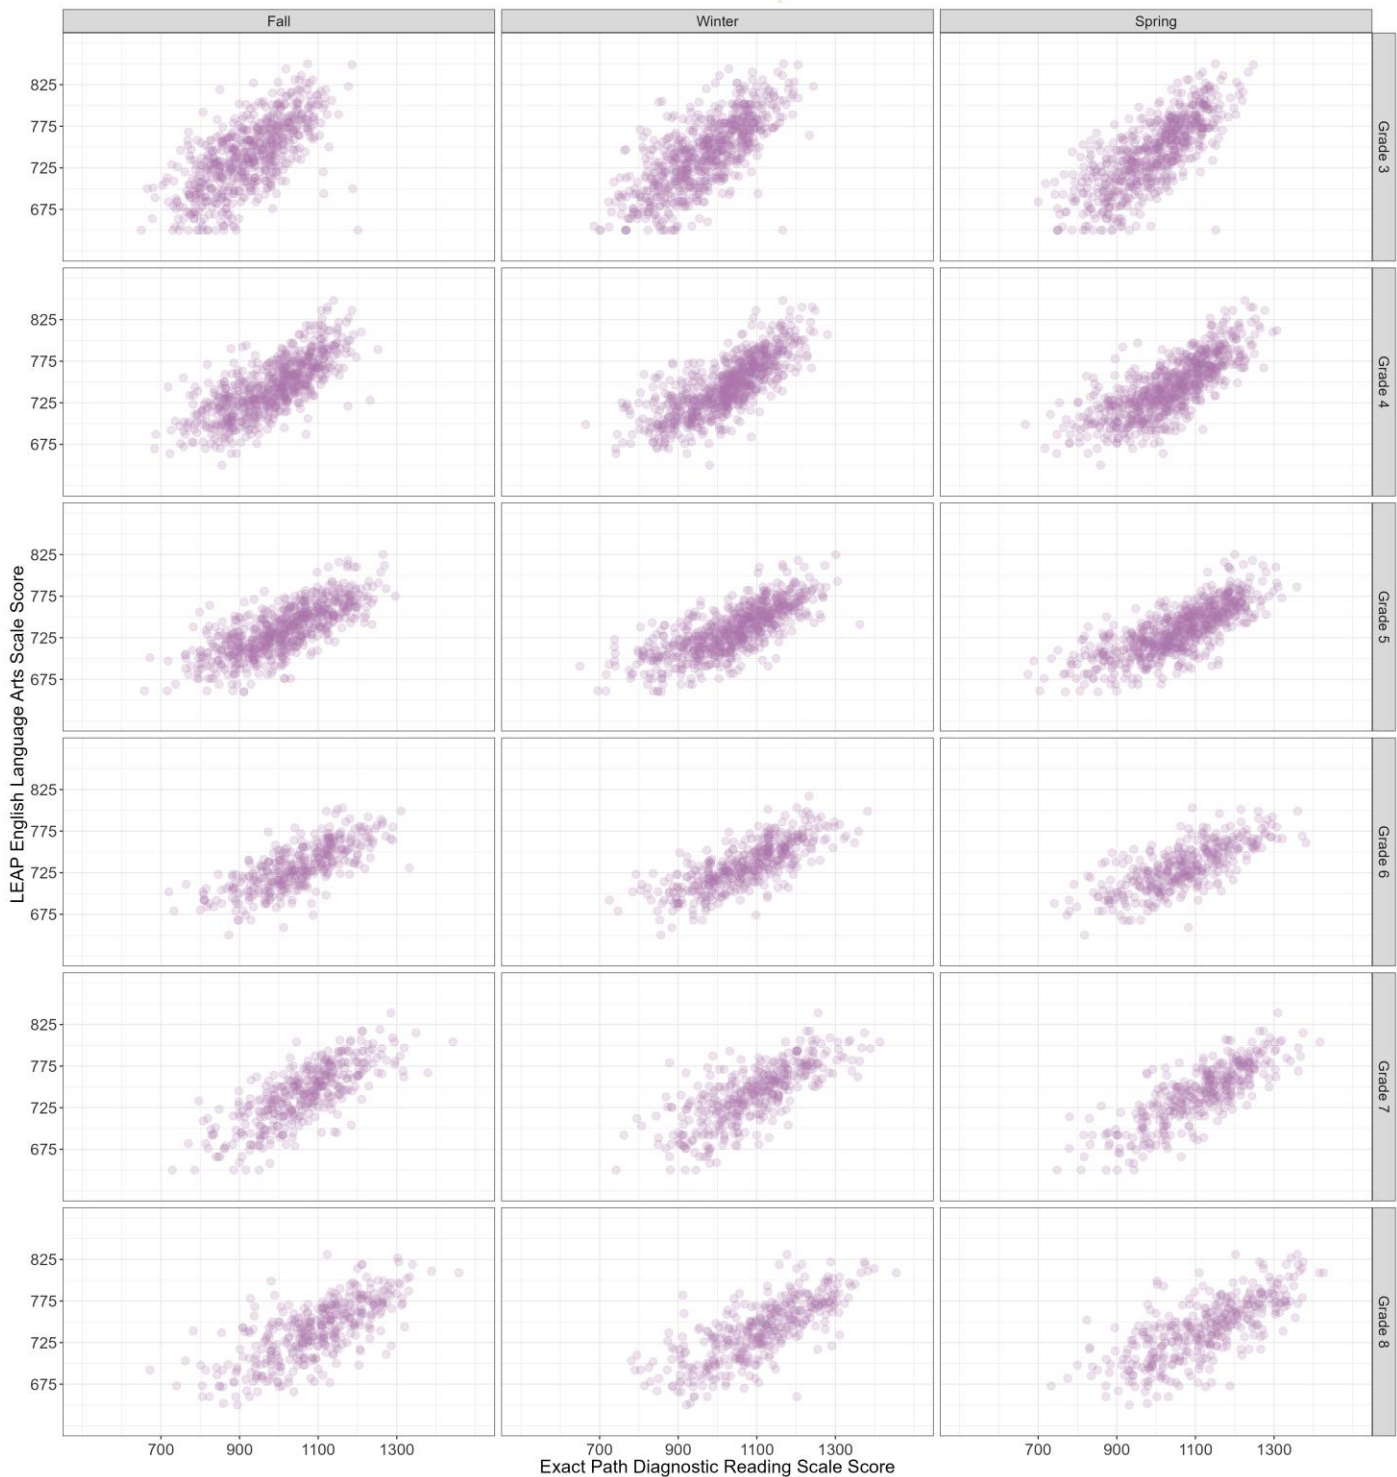 Fall Winter Spring
825
775
725
675
Grade 3
825
775
725
675
Grade 4
825
775
725
675
Grade 5
LEAP English Language Arts Scale Score
825
775
725
675
Grade 6
825
775
725
675
Grade 7
825
775
725
675
Grade 8
700 900 1100 1300 700 900 1100 1300 700 900 1100 1300
Exact Path Diagnostic Reading Scale Score